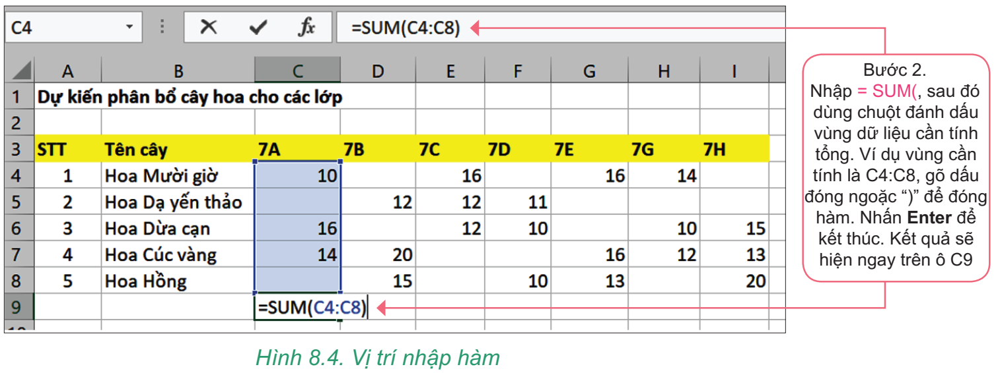 C4 fx =SUM(C4:C8)
A B C D E F G H I
1 Dự kiến phân bổ cây hoa cho các lớp
2
3 STT Tên cây 7A 7B 7C 7D 7E 7G 7H
4 1 Hoa Mười giờ 10 16 16 14
5 2 Hoa Dạ yến thảo 12 12 11
6 3 Hoa Dừa cạn 16 12 10 10 15
7 4 Hoa Cúc vàng 14 20 16 12 13
8 5 Hoa Hồng 15 10 13 20
9 =SUM(C4:C8)
10
Bước 2.
Nhập = SUM(, sau đó
dùng chuột đánh dấu
vùng dữ liệu cần tính
tổng. Ví dụ vùng cần
tính là C4:C8, gõ dấu
đóng ngoặc “)” để đóng
hàm. Nhấn Enter để
kết thúc. Kết quả sẽ
hiện ngay trên ô C9
Hình 8.4. Vị trí nhập hàm